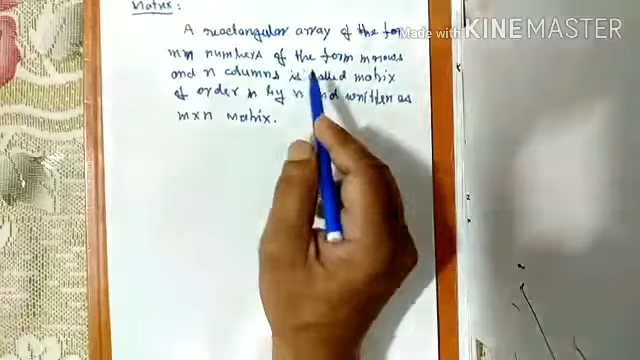 Matrix:
A rectangular array of the for
mn numbers of the form m rows
and n columns is called matrix
of order n by n and written as
m×n matrix.
Made with KINEMASTER